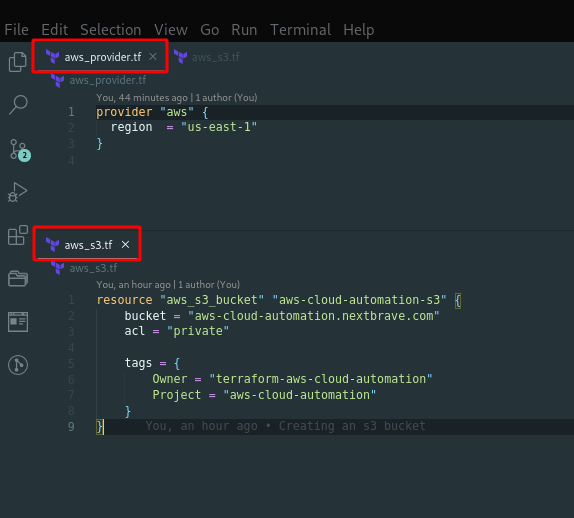 File Edit Selection View Go Run Terminal Help
aws_provider.tf × aws_s3.tf
aws_provider.tf
You, 44 minutes ago | 1 author (You)
1 provider "aws" {
2 region = "us-east-1"
3 }
4
2
aws_s3.tf ×
aws_s3.tf
You, an hour ago | 1 author (You)
1 resource "aws_s3_bucket" "aws-cloud-automation-s3" {
2 bucket = "aws-cloud-automation.nextbrave.com"
3 acl = "private"
4
5 tags = {
6 Owner = "terraform-aws-cloud-automation"
7 Project = "aws-cloud-automation"
8 }
9 } You, an hour ago • Creating an s3 bucket